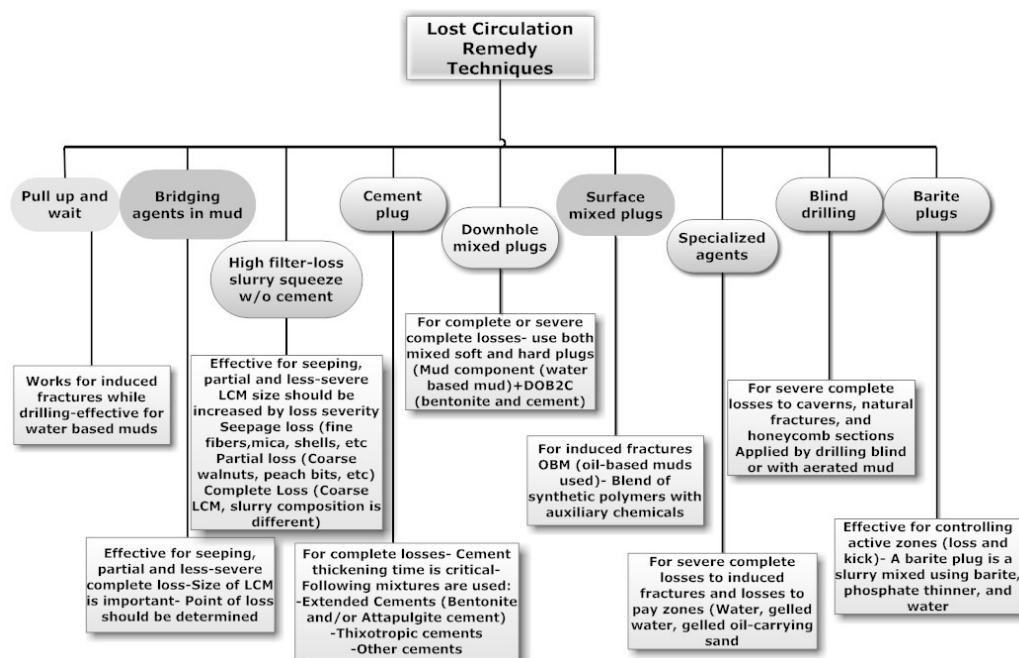 Lost Circulation
Remedy
Techniques
Pull up and
wait
Bridging
agents in mud
High filter-loss
slurry squeeze
w/o cement
Cement
plug
Downhole
mixed plugs
Surface
mixed plugs
Specialized
agents
Blind
drilling
Barite
plugs
Works for induced
fractures while
drilling-effective for
water based muds
Effective for seeping,
partial and less-severe
complete loss-Size of LCM
is important- Point of loss
should be determined
Effective for seeping,
partial and less-severe
LCM size should be
increased by loss severity
Seepage loss (fine
fibers,mica, shells, etc
Partial loss (Coarse
walnuts, peach bits, etc)
Complete Loss (Coarse
LCM, slurry composition is
different)
For complete losses- Cement
thickening time is critical-
Following mixtures are used:
-Extended Cements (Bentonite
and/or Attapulgite cement)
-Thixotropic cements
-Other cements
For complete or severe
complete losses- use both
mixed soft and hard plugs
(Mud component (water
based mud)+DOB2C
(bentonite and cement)
For induced fractures
OBM (oil-based muds
used)- Blend of
synthetic polymers with
auxiliary chemicals
For severe complete
losses to induced
fractures and losses to
pay zones (Water, gelled
water, gelled oil-carrying
sand
For severe complete
losses to caverns, natural
fractures, and
honeycomb sections
Applied by drilling blind
or with aerated mud
Effective for controlling
active zones (loss and
kick)- A barite plug is a
slurry mixed using barite,
phosphate thinner, and
water